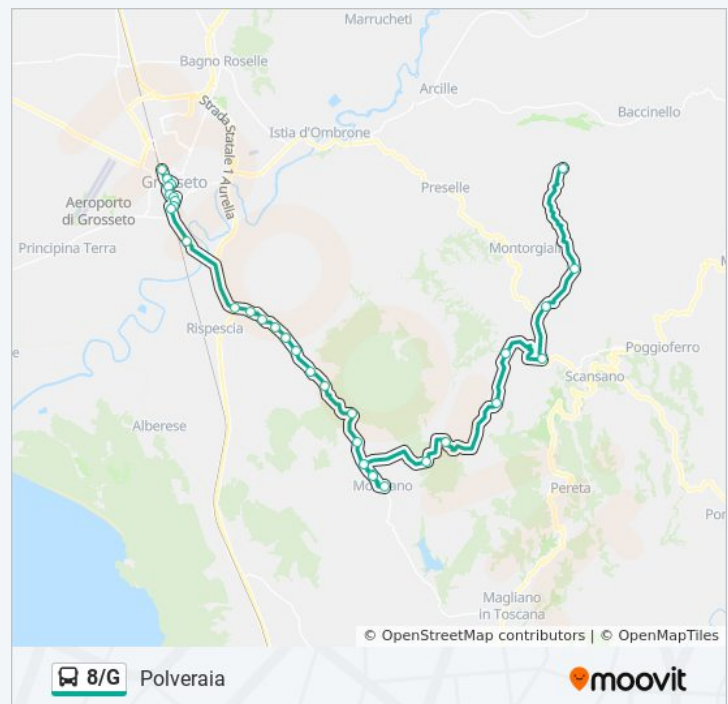 Marrucheti
Bagno Roselle
Arcille
Baccinello
Strada Statale 1 Aurelia
Istia d'Ombrone
Preselle
Grosseto
Aeroporto
di Grosseto
Principina Terra
Montorgiali
M
Rispescia
Poggioferro
Scansano
e
Alberese
Pereta
Por
Magliano
in Toscana
© OpenStreetMap contributors | © OpenMapTiles
8/G Polveraia
moovit